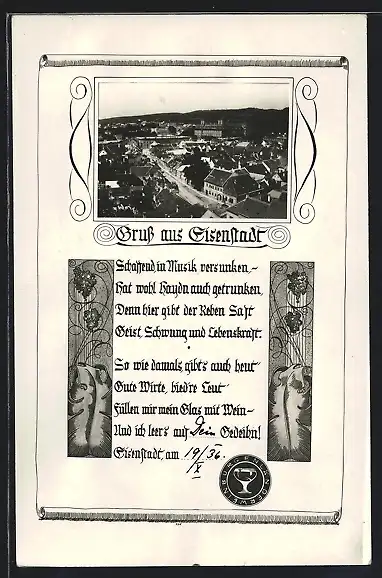 Gruß aus Eisenstadt
Schaffend, in Musik versunken,-
Hat wohl Haydn auch getrunken,
Denn hier gibt der Reben Saft
Geist, Schwung und Lebenskraft.
So wie damals, gibt's auch heut
Gute Wirte, bied're Leut
Füllen mir mein Glas mit Wein-
Und ich leer's auf Dein Gedeihn!
Eisenstadt am 19/X 36.